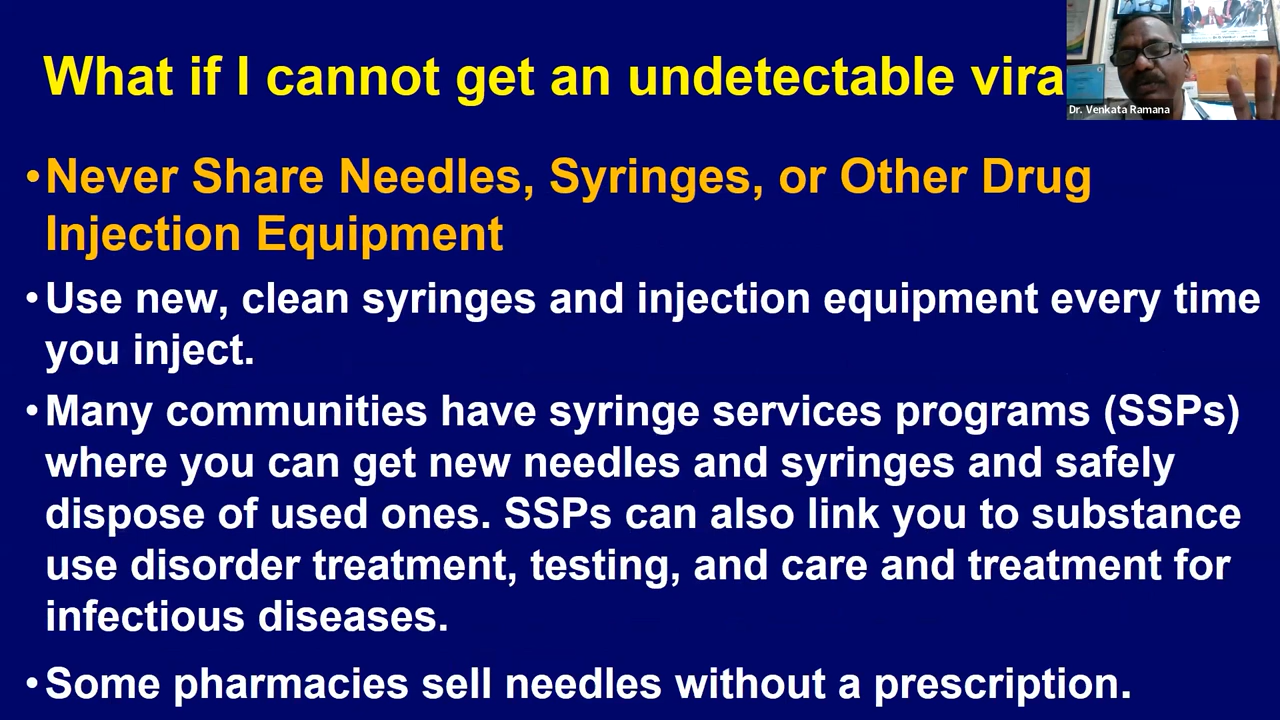 What if I cannot get an undetectable vira
Dr. Venkata Ramana
•Never Share Needles, Syringes, or Other Drug
Injection Equipment
•Use new, clean syringes and injection equipment every time
you inject.
•Many communities have syringe services programs (SSPs)
where you can get new needles and syringes and safely
dispose of used ones. SSPs can also link you to substance
use disorder treatment, testing, and care and treatment for
infectious diseases.
•Some pharmacies sell needles without a prescription.